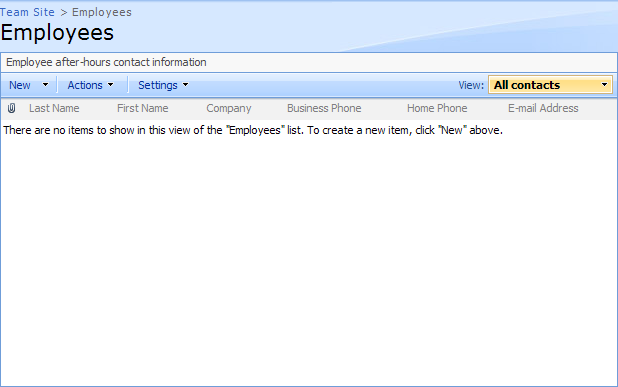 Team Site > Employees
Employees
Employee after-hours contact information
New Actions Settings View: All contacts
Last Name First Name Company Business Phone Home Phone E-mail Address
There are no items to show in this view of the "Employees" list. To create a new item, click "New" above.